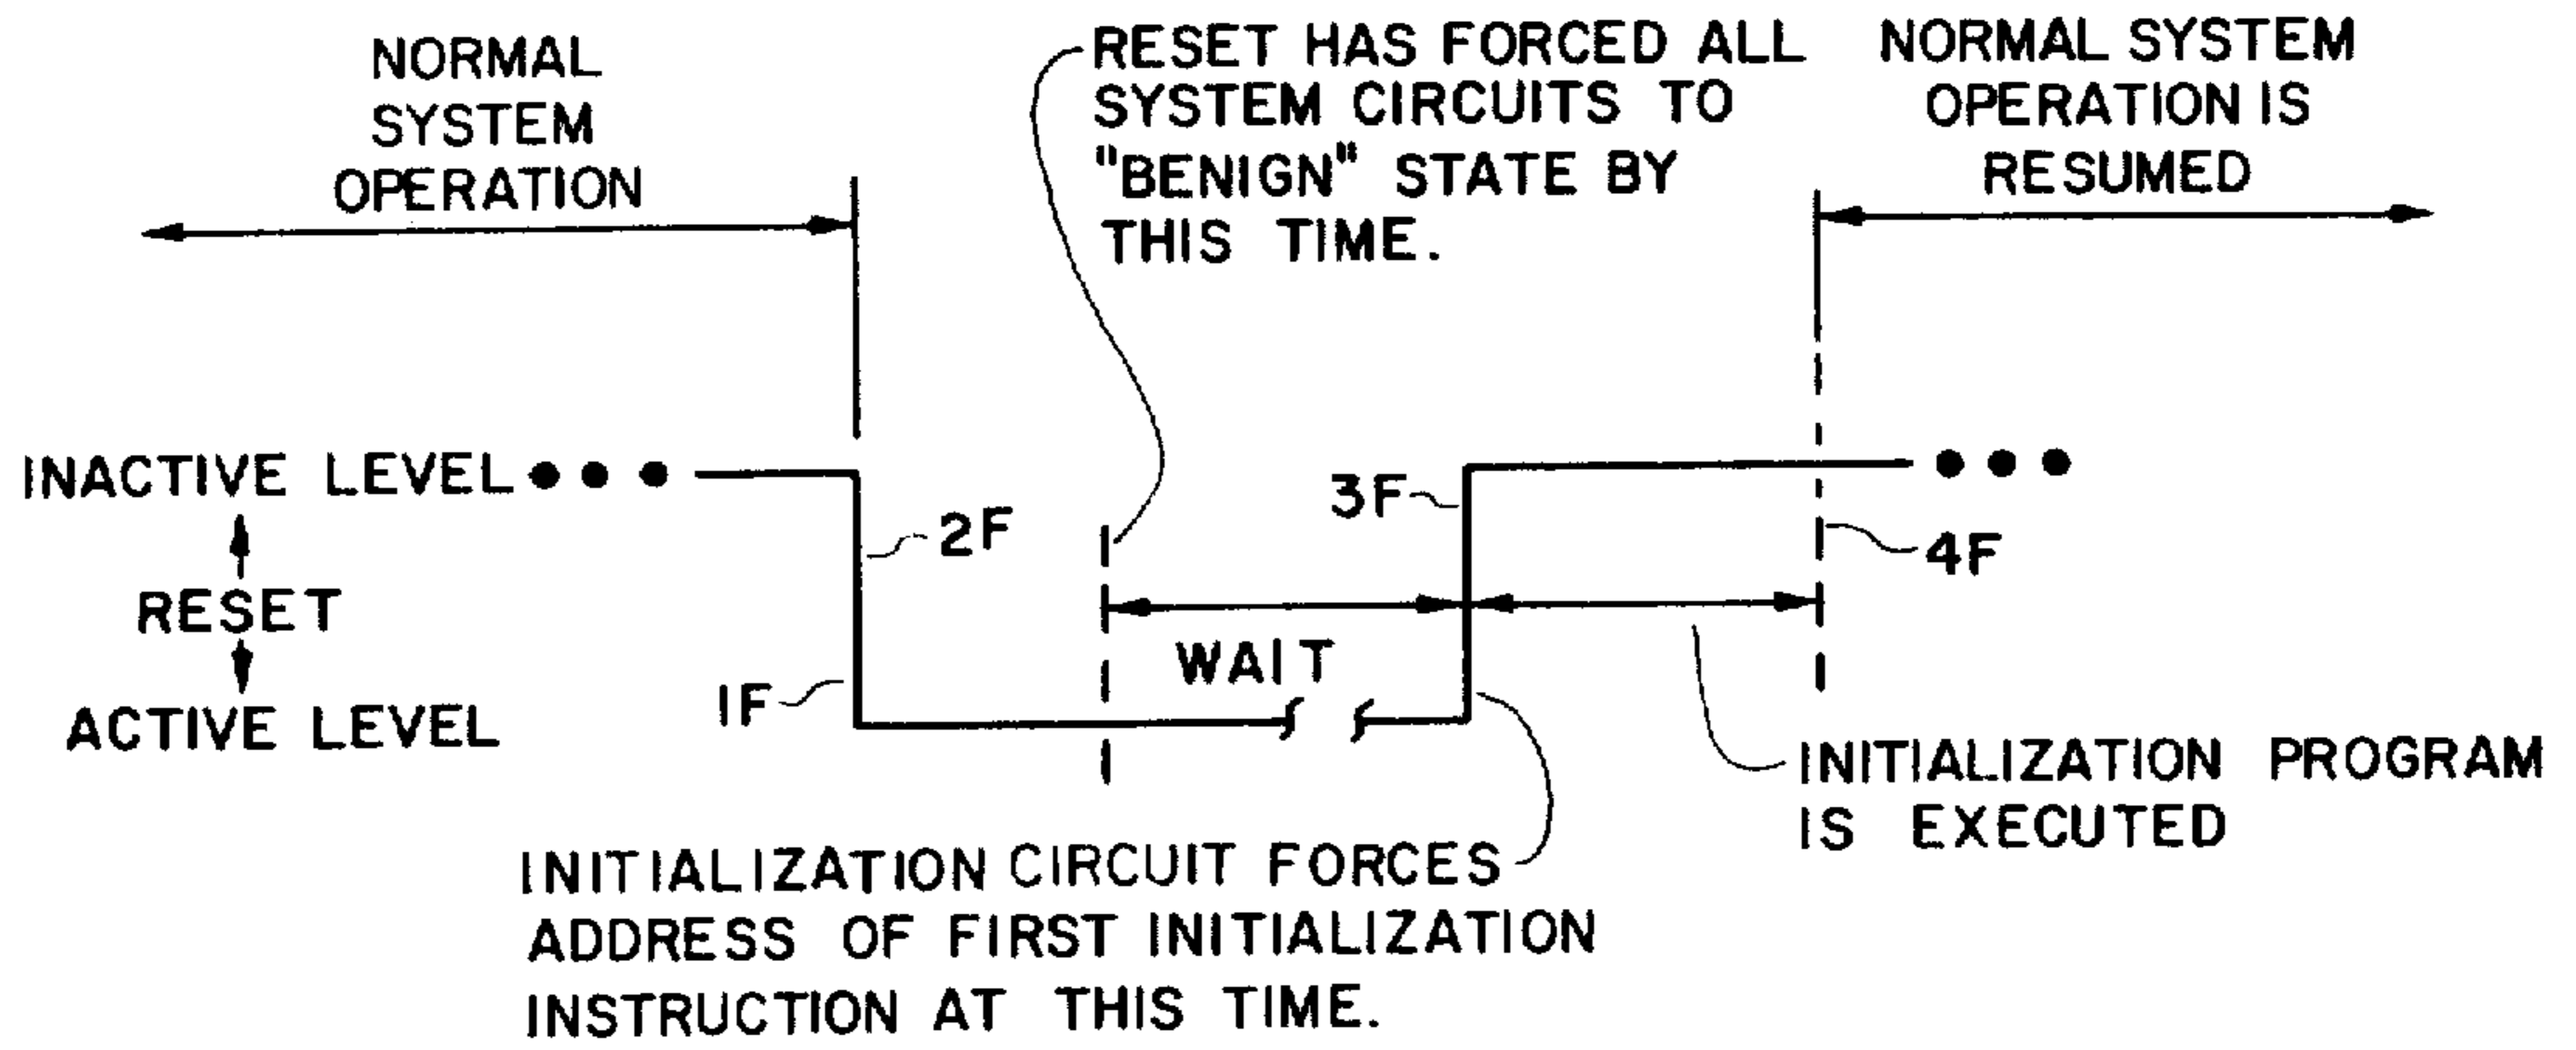 NORMAL
SYSTEM
OPERATION
RESET HAS FORCED ALL
SYSTEM CIRCUITS TO
"BENIGN" STATE BY
THIS TIME.
NORMAL SYSTEM
OPERATION IS
RESUMED
INACTIVE LEVEL
RESET
ACTIVE LEVEL
2F
1F
WAIT
3F
4F
INITIALIZATION PROGRAM
IS EXECUTED
INITIALIZATION CIRCUIT FORCES
ADDRESS OF FIRST INITIALIZATION
INSTRUCTION AT THIS TIME.